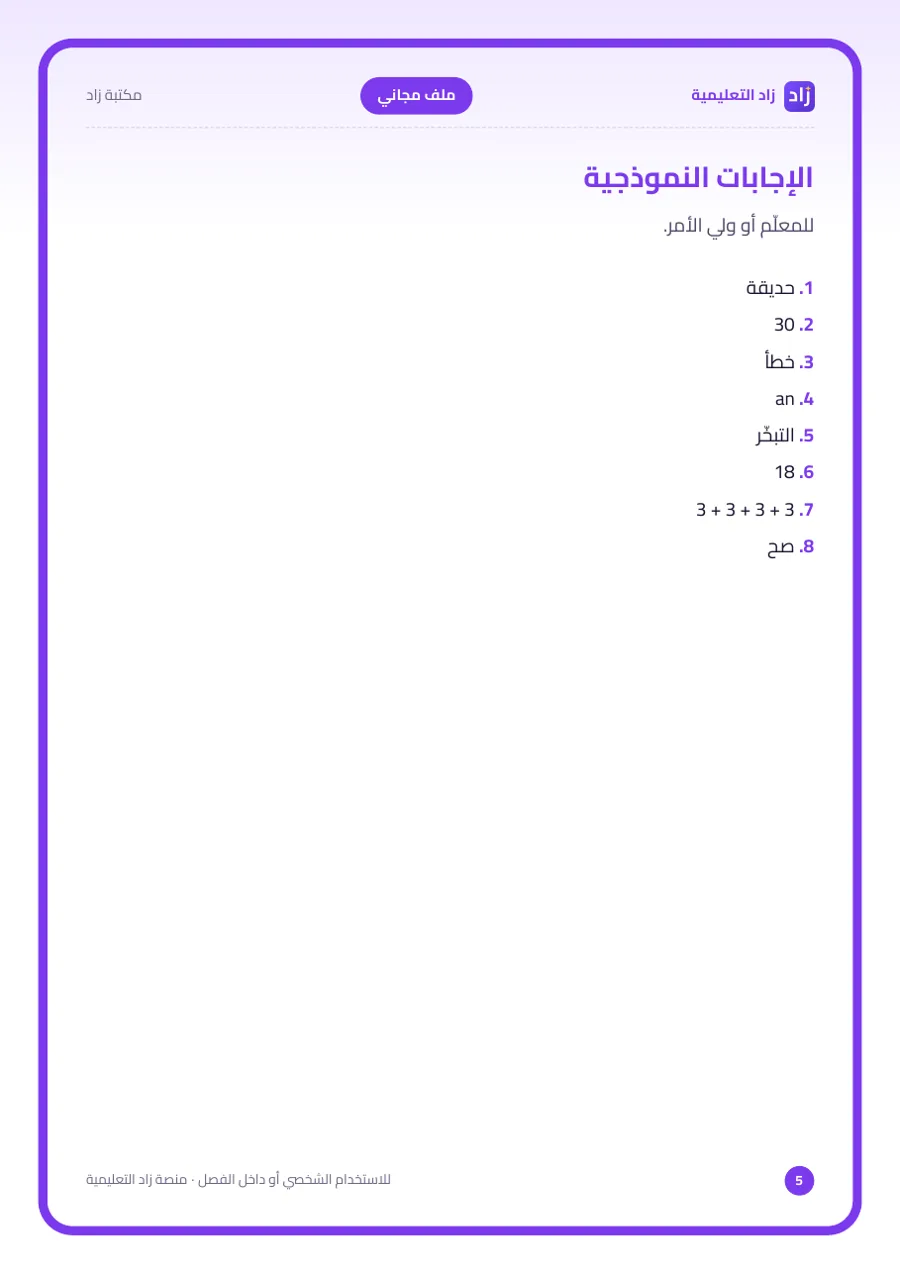 زاد
زاد التعليمية
ملف مجاني
مكتبة زاد
الإجابات النموذجية
للمعلّم أو ولي الأمر.
1. حديقة
2. 30
3. خطأ
4. an
5. التبخّر
6. 18
7. 3 + 3 + 3 + 3
8. صح
5
للاستخدام الشخصي أو داخل الفصل · منصة زاد التعليمية